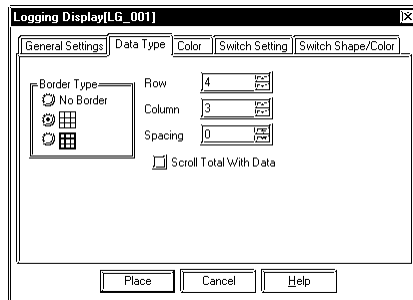 Logging Display[LG_001]
General Settings Data Type Color Switch Setting Switch Shape/Color
Border Type
No Border
Row 4
Column 3
Spacing 0
Scroll Total With Data
Place Cancel Help